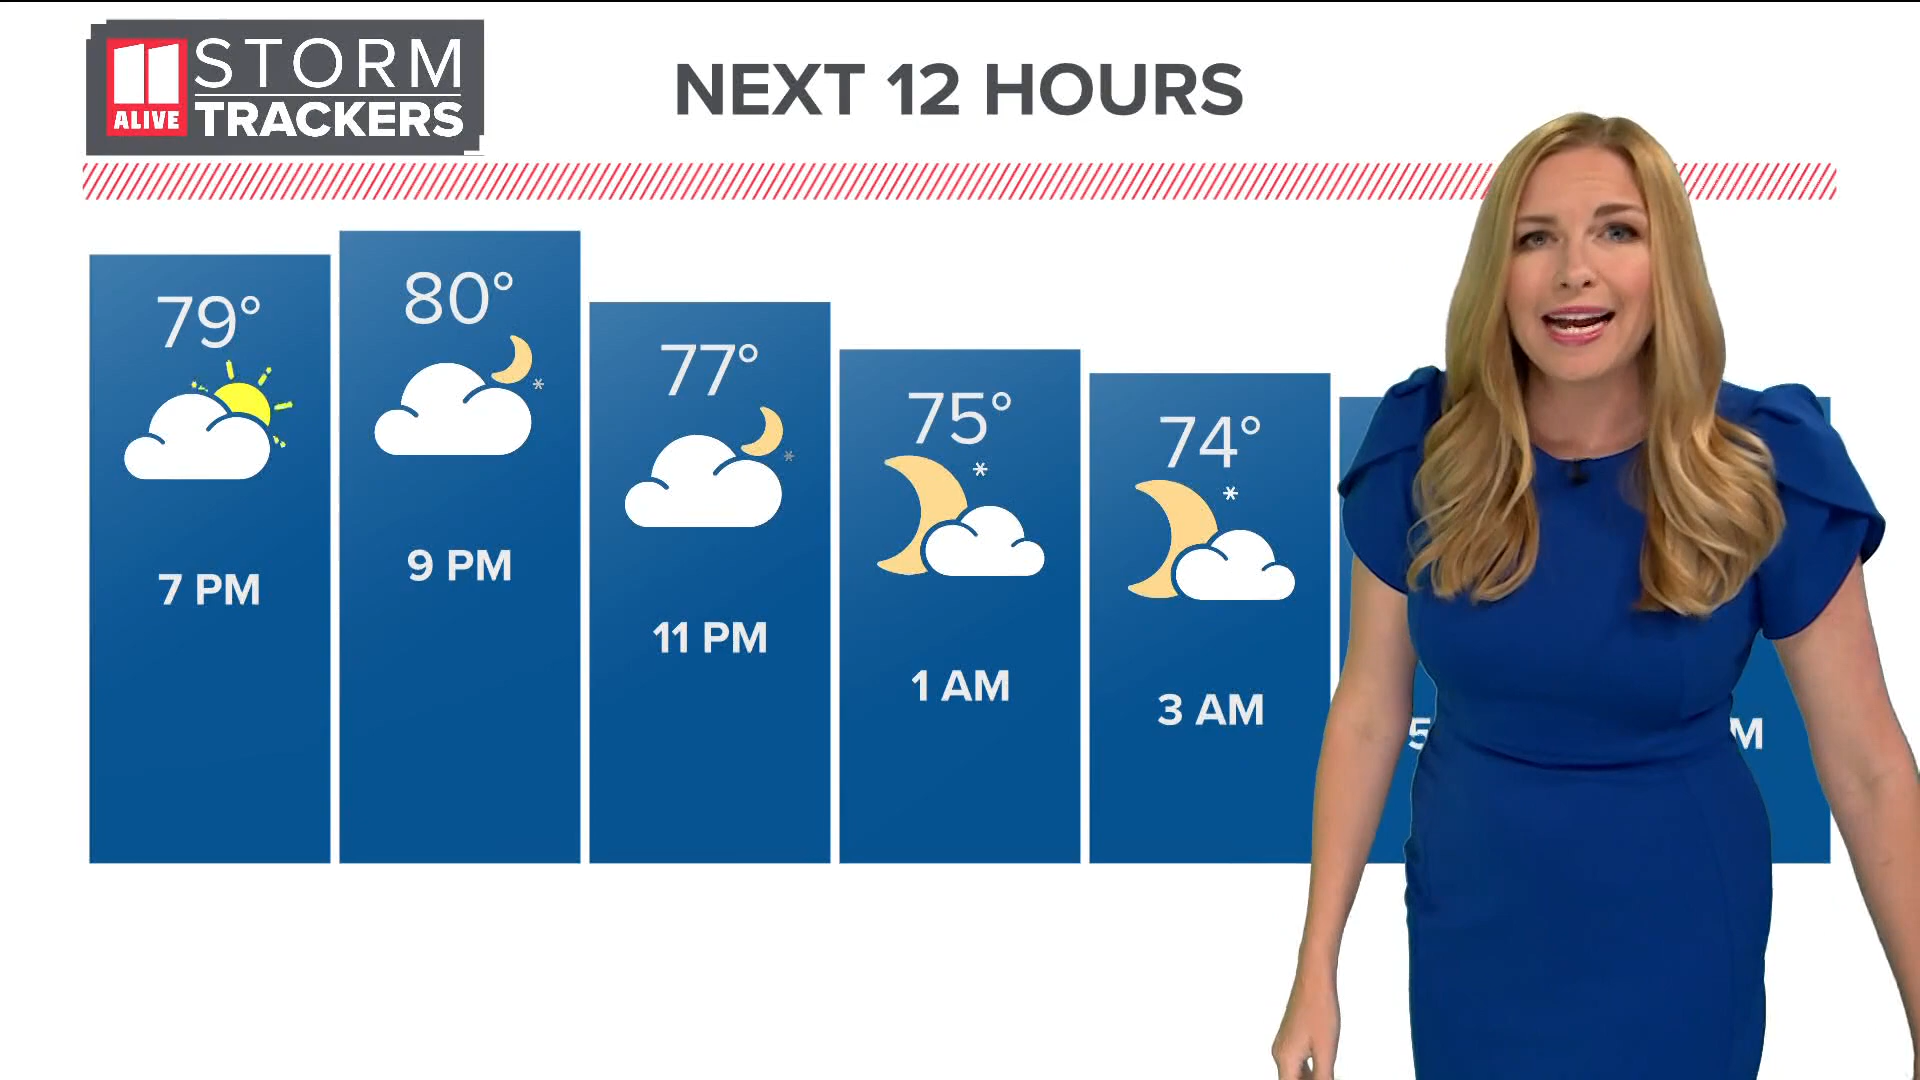 11
ALIVE
STORM
TRACKERS
NEXT 12 HOURS
79°
7 PM
80°
9 PM
77°
11 PM
75°
1 AM
74°
3 AM